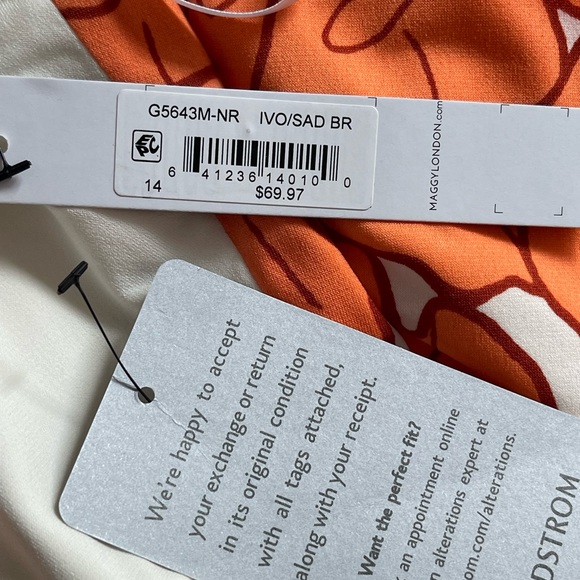 G5643M-NR IVO/SAD BR
EPC
6 41236 14010 0
14
$69.97
MAGGYLONDON.com
We're happy to accept
your exchange or return
in its original condition
with all tags attached,
along with your receipt.
Want the perfect fit?
an appointment online
alterations expert at
om.com/alterations.
DSTROM